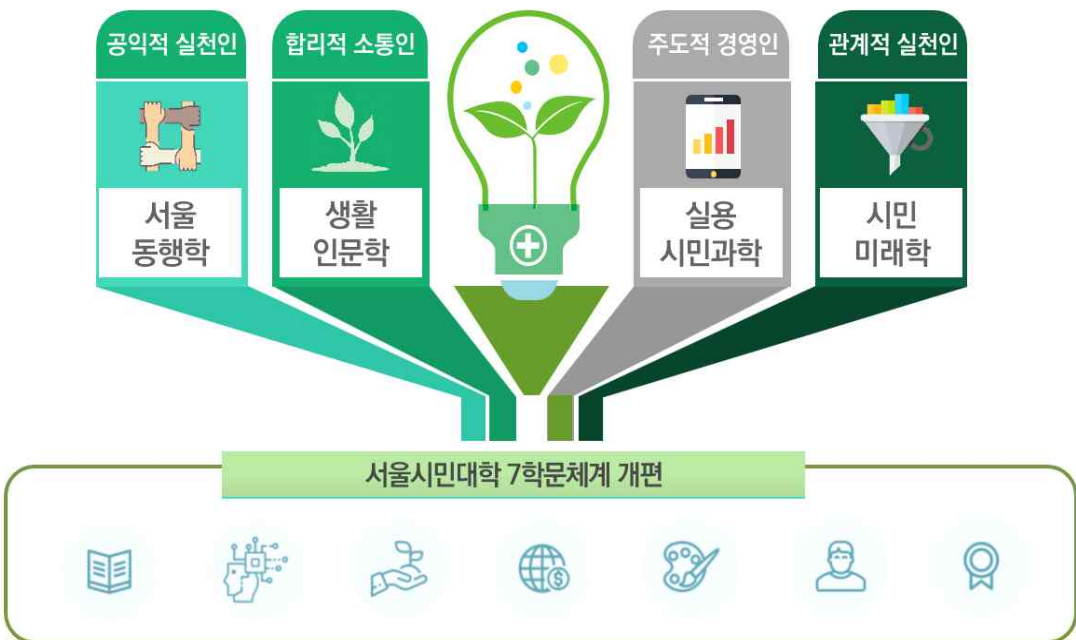 공익적 실천인
합리적 소통인
주도적 경영인
관계적 실천인
서울
동행학
생활
인문학
실용
시민과학
시민
미래학
서울시민대학 7학문체계 개편
$